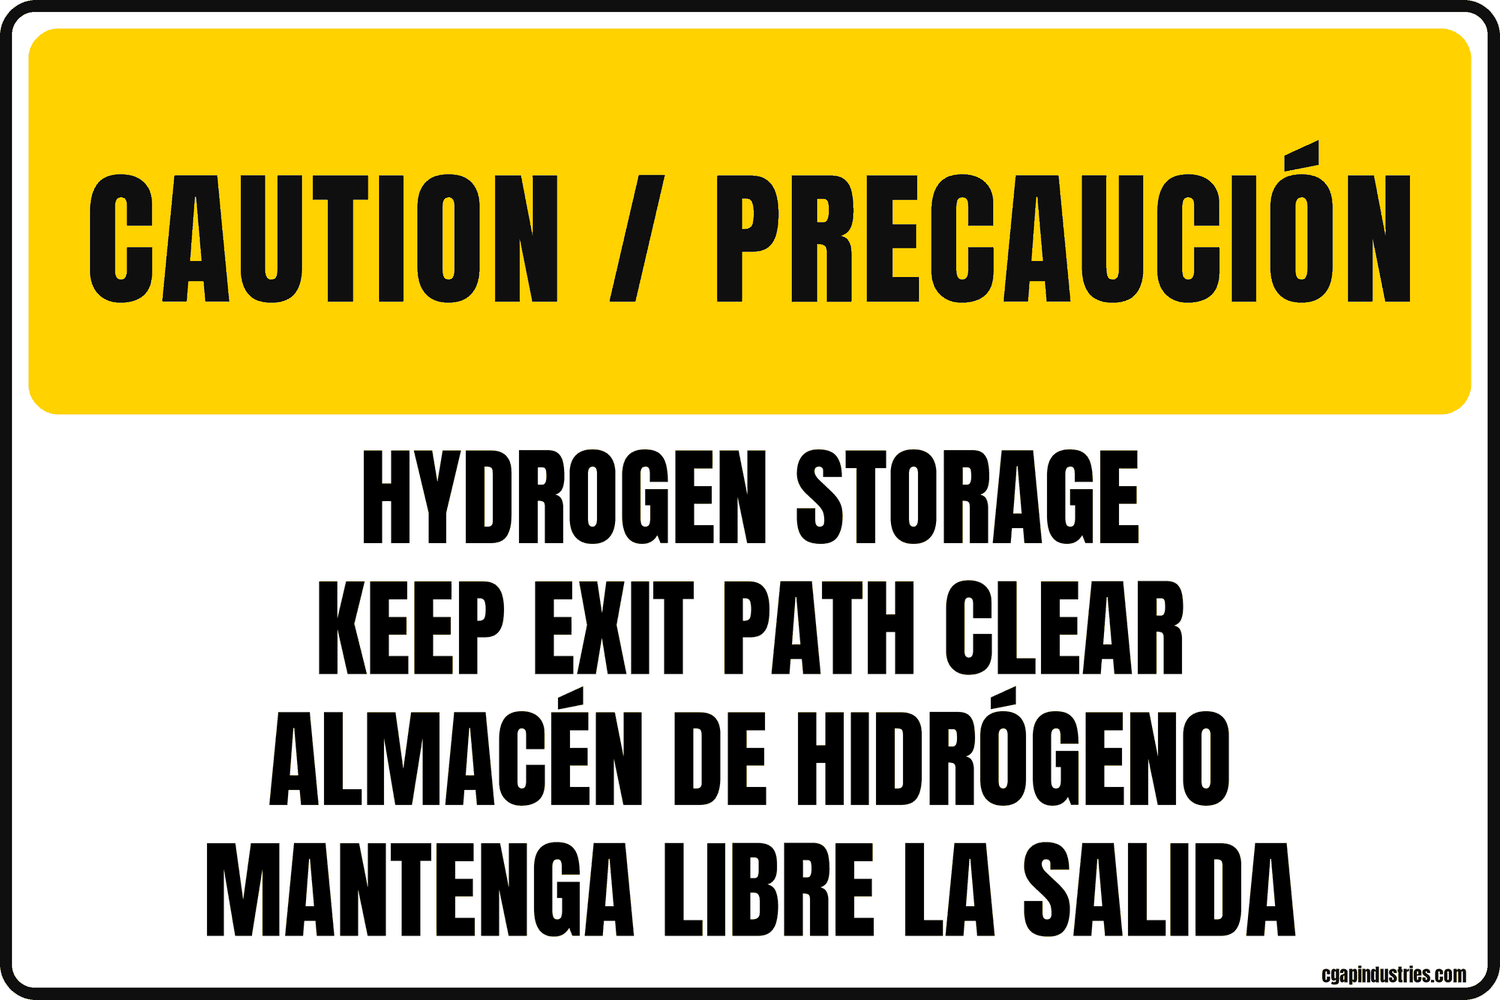 CAUTION / PRECAUCIÓN
HYDROGEN STORAGE
KEEP EXIT PATH CLEAR
ALMACÉN DE HIDRÓGENO
MANTENGA LIBRE LA SALIDA
cgapindustries.com